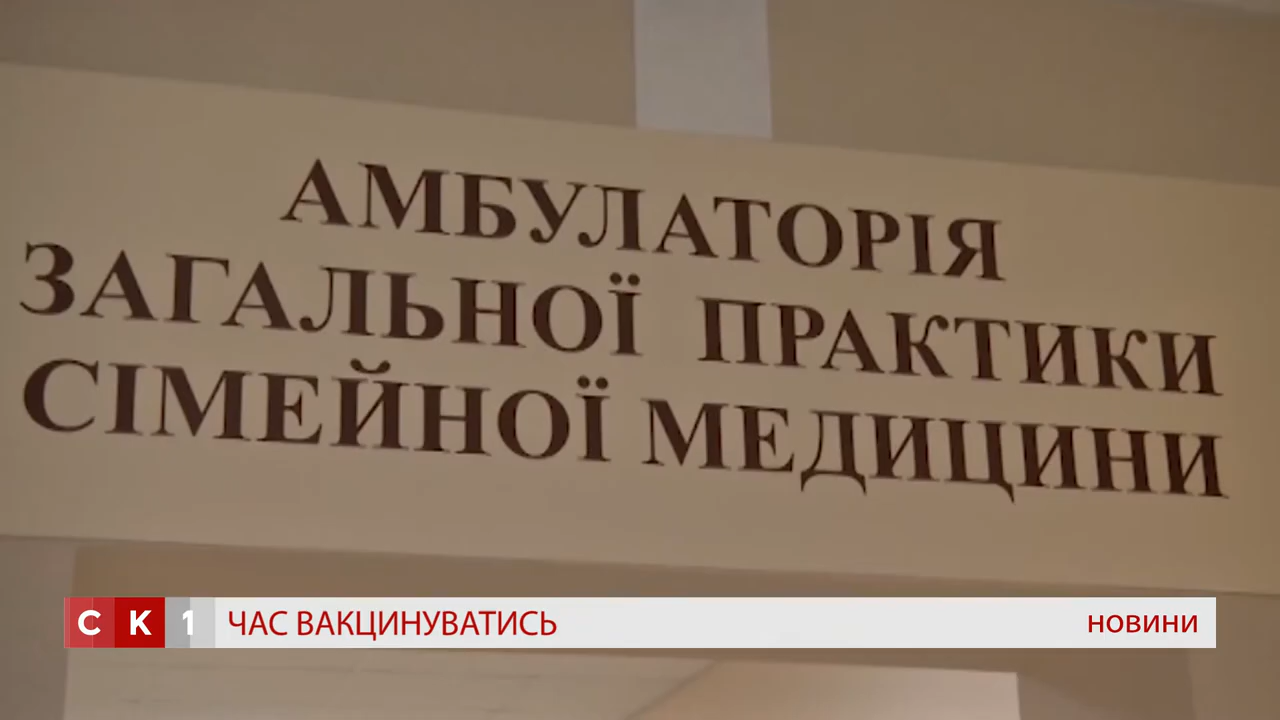 АМБУЛАТОРІЯ
ЗАГАЛЬНОЇ ПРАКТИКИ
СІМЕЙНОЇ МЕДИЦИНИ
СК1 ЧАС ВАКЦИНУВАТИСЬ НОВИНИ